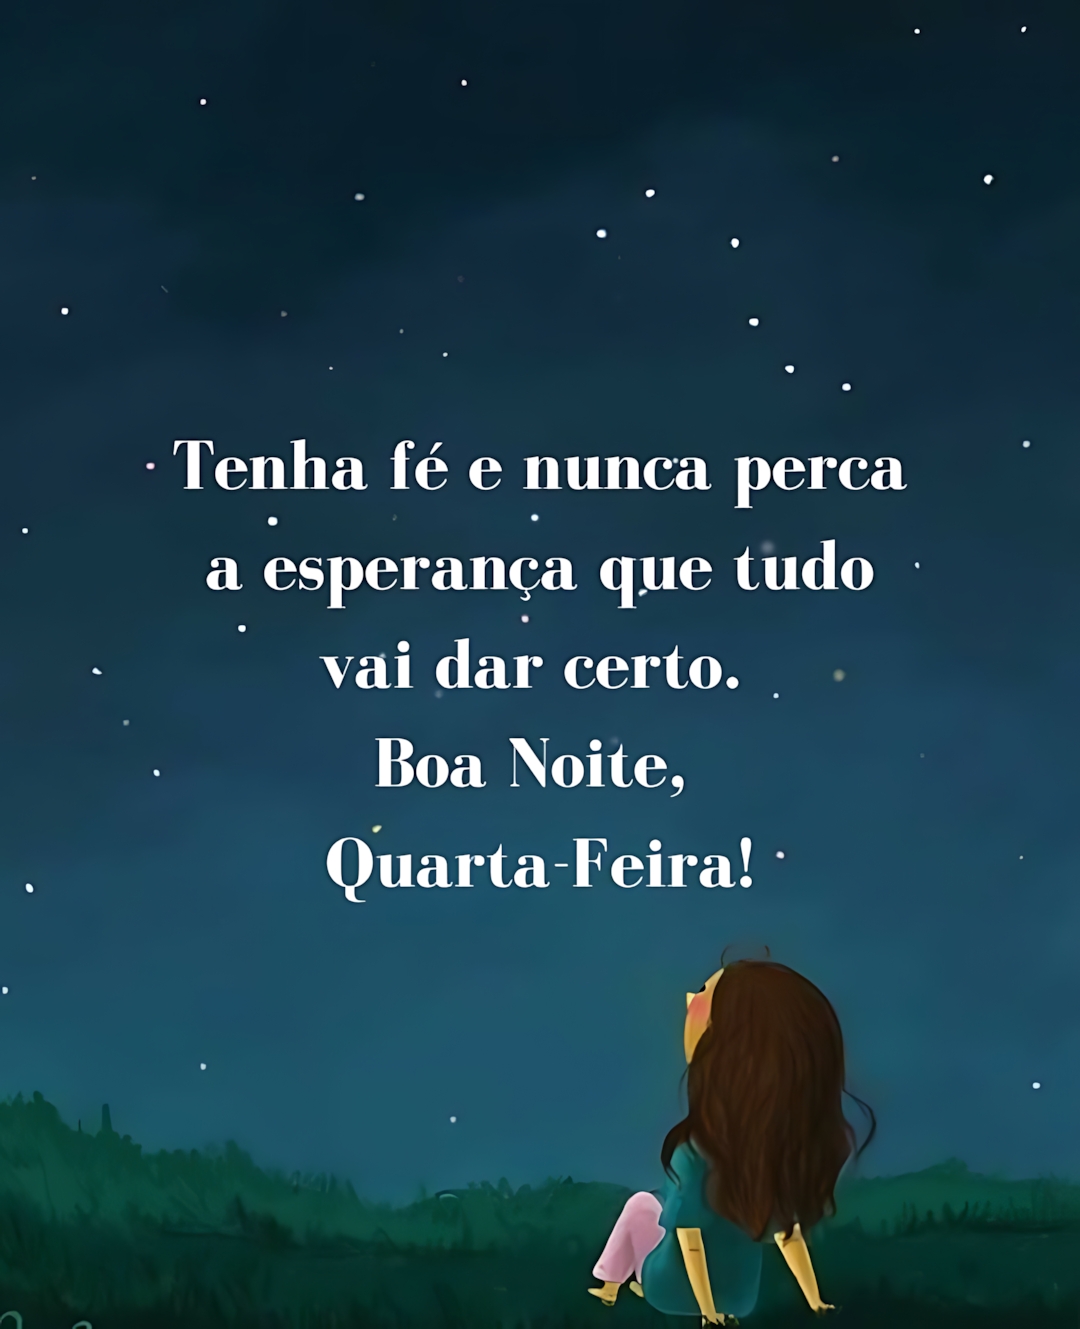 Tenha fé e nunca perca
a esperança que tudo
vai dar certo.
Boa Noite,
Quarta-Feira!